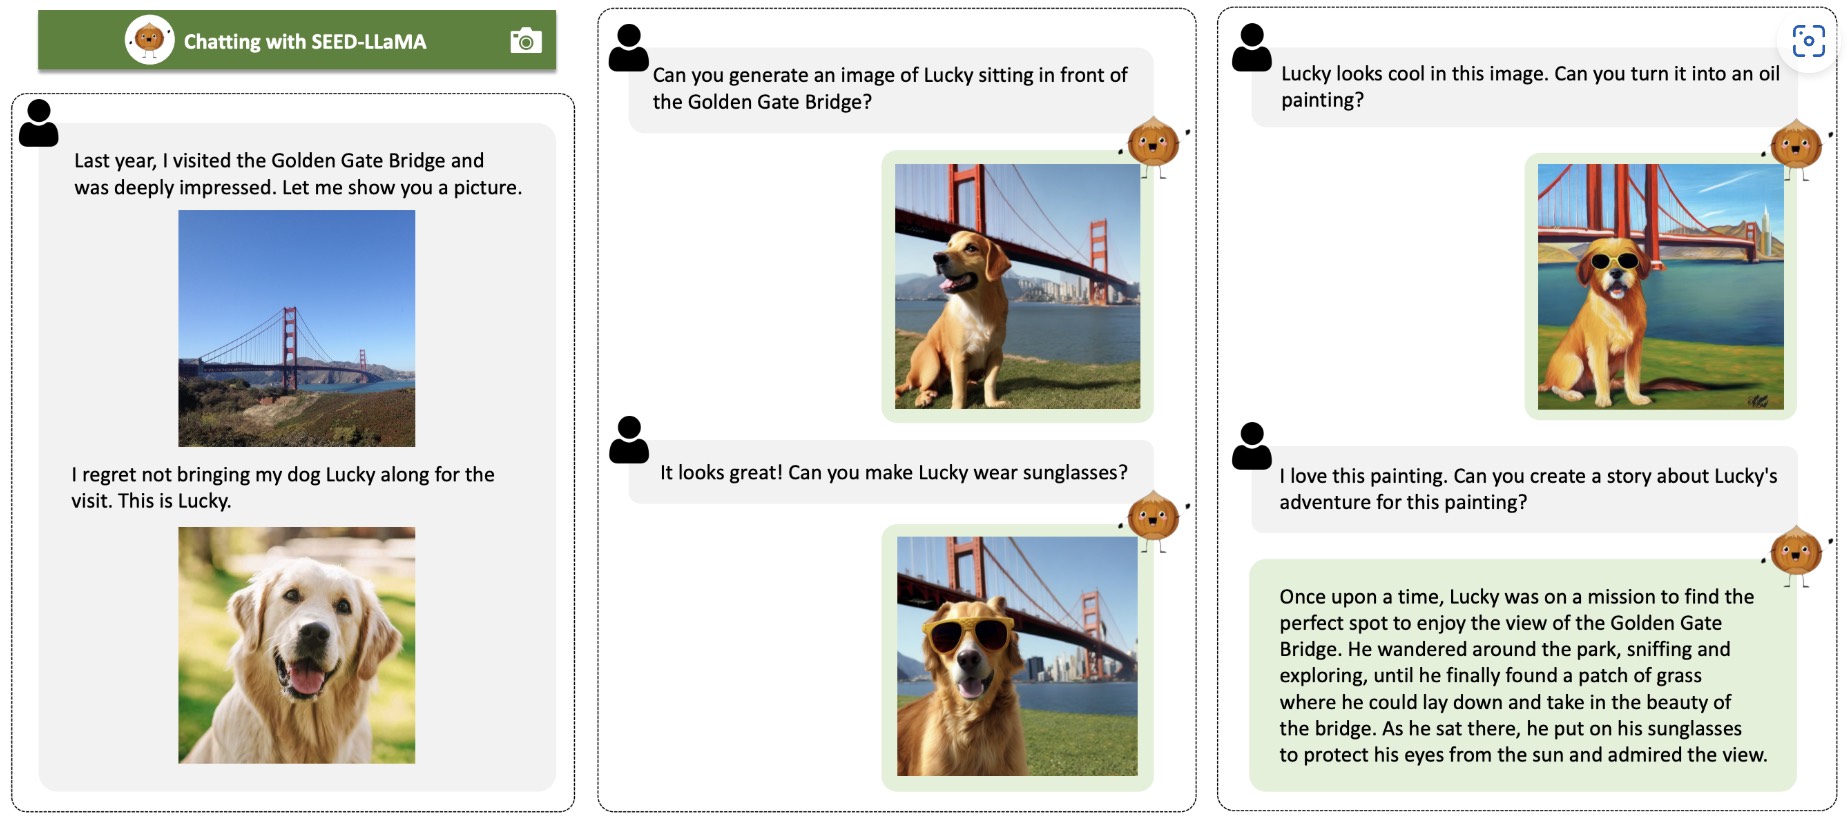 Chatting with SEED-LLaMA
Last year, I visited the Golden Gate Bridge and
was deeply impressed. Let me show you a picture.
I regret not bringing my dog Lucky along for the
visit. This is Lucky.
Can you generate an image of Lucky sitting in front of
the Golden Gate Bridge?
It looks great! Can you make Lucky wear sunglasses?
Lucky looks cool in this image. Can you turn it into an oil
painting?
I love this painting. Can you create a story about Lucky's
adventure for this painting?
Once upon a time, Lucky was on a mission to find the
perfect spot to enjoy the view of the Golden Gate
Bridge. He wandered around the park, sniffing and
exploring, until he finally found a patch of grass
where he could lay down and take in the beauty of
the bridge. As he sat there, he put on his sunglasses
to protect his eyes from the sun and admired the view.